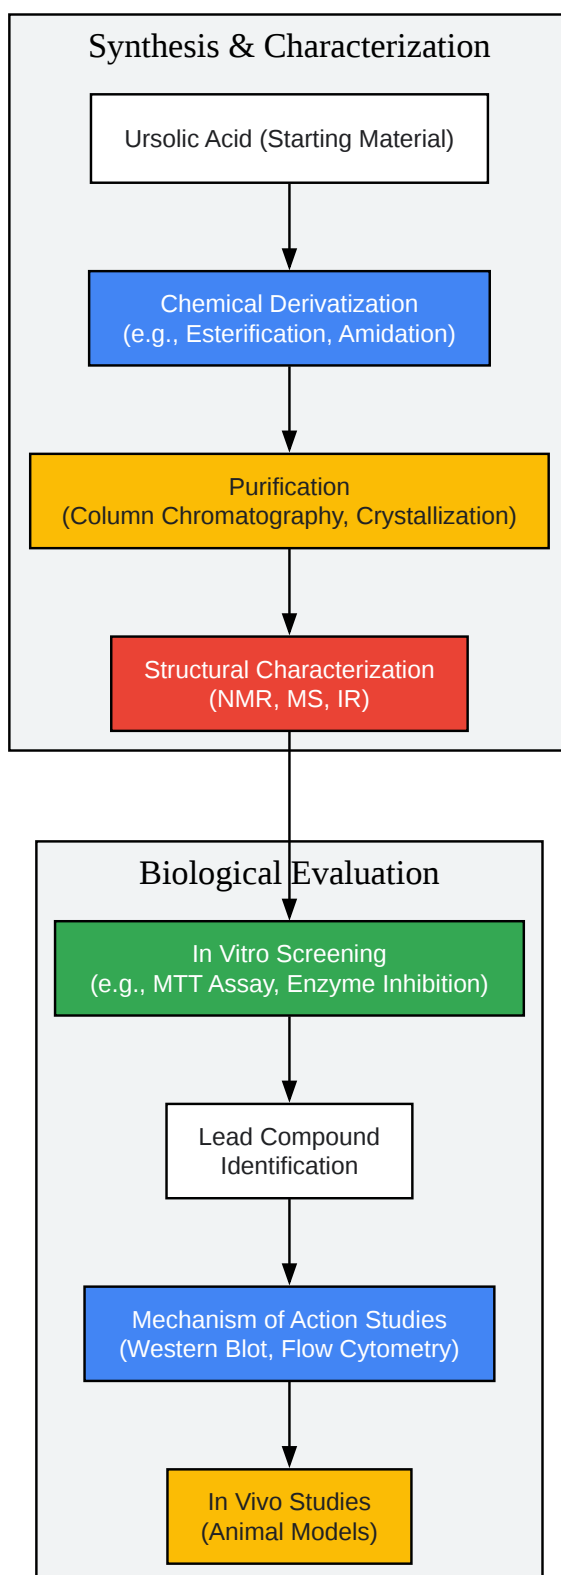 Synthesis & Characterization
Ursolic Acid (Starting Material)
Chemical Derivatization
(e.g., Esterification, Amidation)
Purification
(Column Chromatography, Crystallization)
Structural Characterization
(NMR, MS, IR)
Biological Evaluation
In Vitro Screening
(e.g., MTT Assay, Enzyme Inhibition)
Lead Compound
Identification
Mechanism of Action Studies
(Western Blot, Flow Cytometry)
In Vivo Studies
(Animal Models)